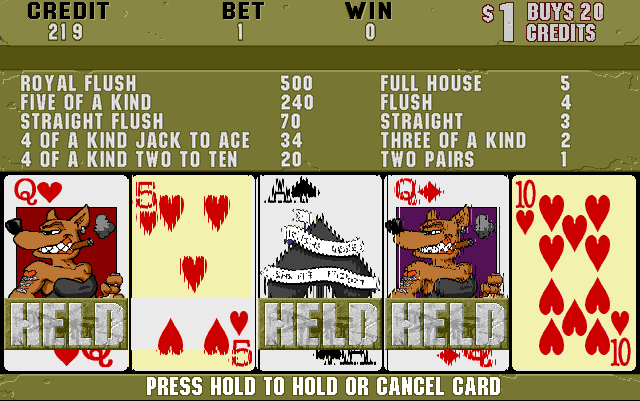 CREDIT BET WIN $1 BUYS 20 CREDITS
219 1 0
ROYAL FLUSH 500 FULL HOUSE 5
FIVE OF A KIND 240 FLUSH 4
STRAIGHT FLUSH 70 STRAIGHT 3
4 OF A KIND JACK TO ACE 34 THREE OF A KIND 2
4 OF A KIND TWO TO TEN 20 TWO PAIRS 1
Q 5 A Q 10
HELD HELD HELD
Q 5 A Q 10
PRESS HOLD TO HOLD OR CANCEL CARD